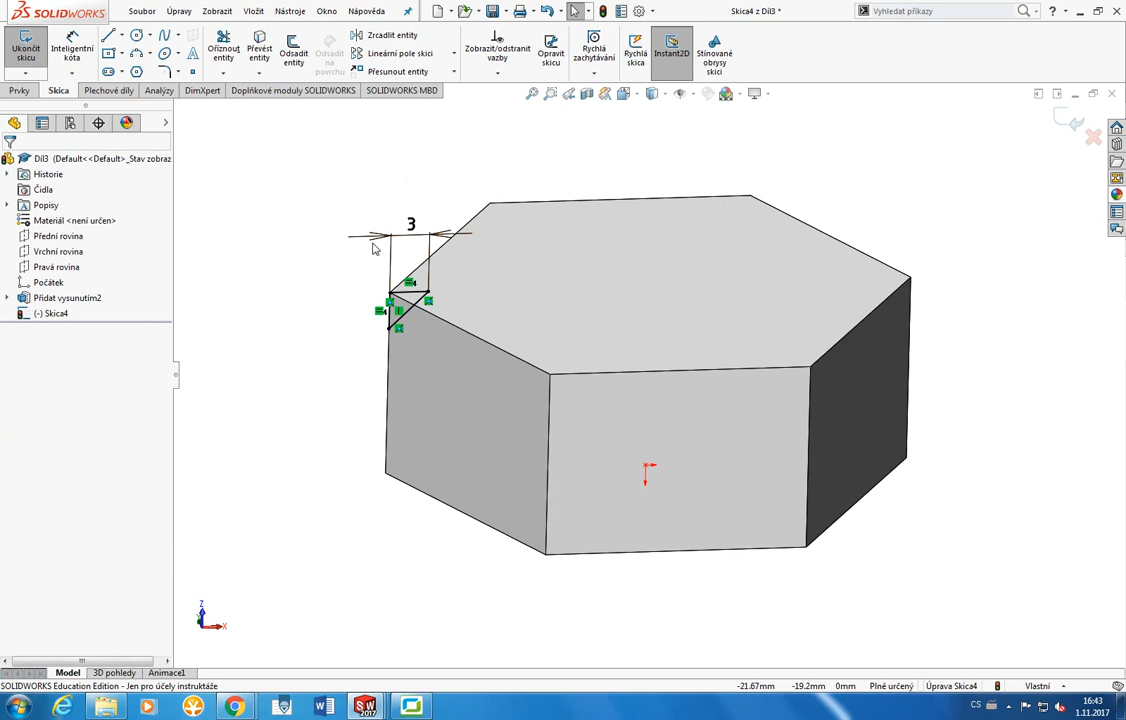 SOLIDWORKS
Soubor Úpravy Zobrazit Vložit Nástroje Okno Nápověda
Skica4 z Díl3 *
Vyhledat příkazy
Ukončit skicu
Inteligentní kóta
Oříznout entity
Převést entity
Odsadit entity
Odsadit na povrchu
Zrcadlit entity
Lineární pole skici
Přesunout entity
Zobrazit/odstranit vazby
Opravit skicu
Rychlá zachytávání
Rychlá skica
Instant2D
Stínované obrysy skici
Prvky Skica Plechové díly Analýzy DimXpert Doplňkové moduly SOLIDWORKS SOLIDWORKS MBD
Díl3 (Default<<Default>_Stav zobraz
Historie
Čidla
Popisy
Materiál <není určen>
Přední rovina
Vrchní rovina
Pravá rovina
Počátek
Přidat vysunutím2
(-) Skica4
3
4
4
Z
X
Model 3D pohledy Animace1
SOLIDWORKS Education Edition - Jen pro účely instruktáže
-21.67mm -19.2mm 0mm Plné určený Úprava Skica4 Vlastní
CS
16:43
1.11.2017